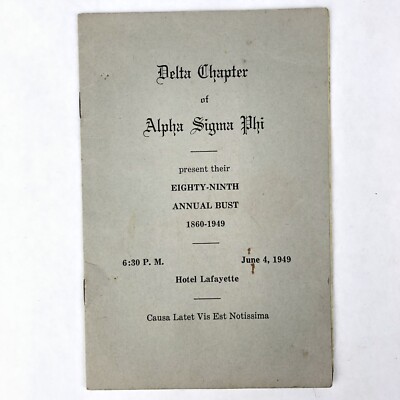 Delta Chapter
of
Alpha Sigma Phi
present their
EIGHTY-NINTH
ANNUAL BUST
1860-1949
6:30 P. M. June 4, 1949
Hotel Lafayette
Causa Latet Vis Est Notissima